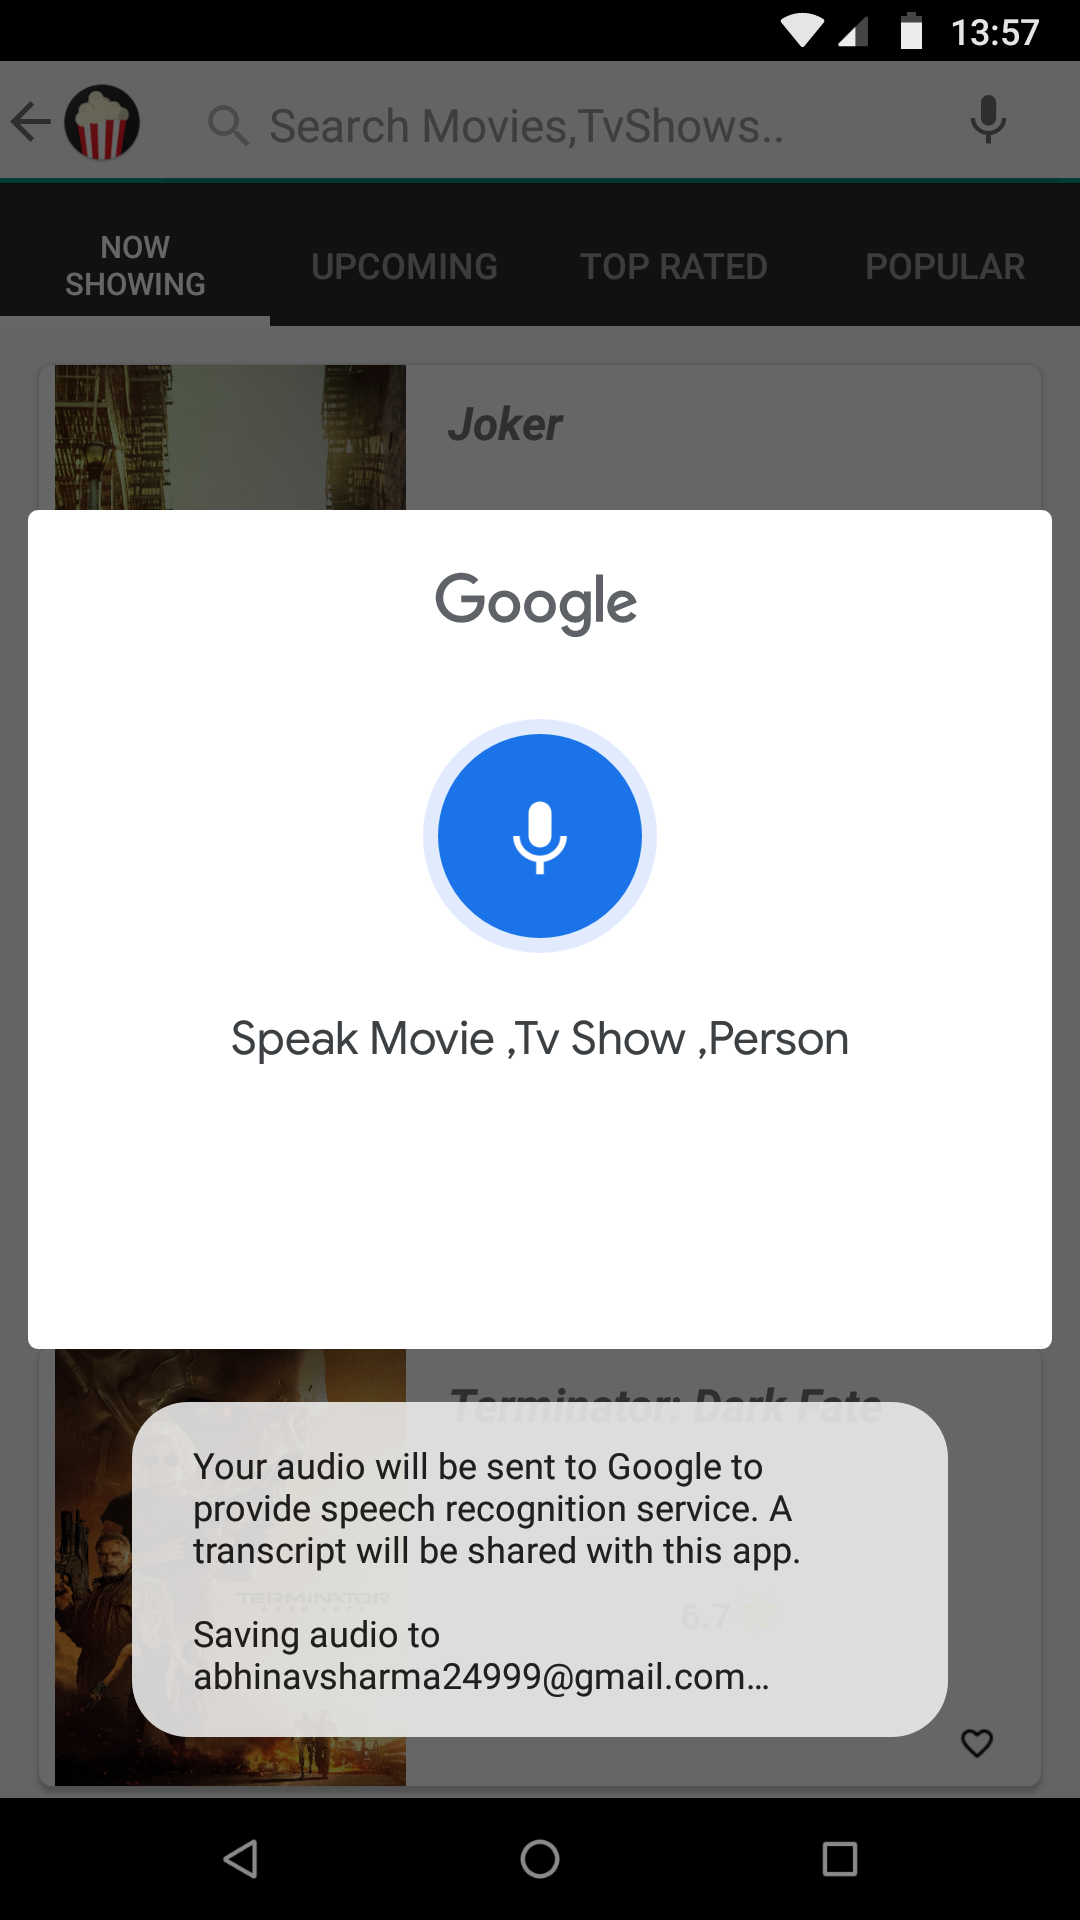 13:57
Search Movies,TvShows..
NOW
SHOWING
UPCOMING
TOP RATED
POPULAR
Joker
Google
Speak Movie ,Tv Show ,Person
Terminator: Dark Fate
Your audio will be sent to Google to
provide speech recognition service. A
transcript will be shared with this app.
TERMINATOR
6.7
Saving audio to
abhinavsharma24999@gmail.com…